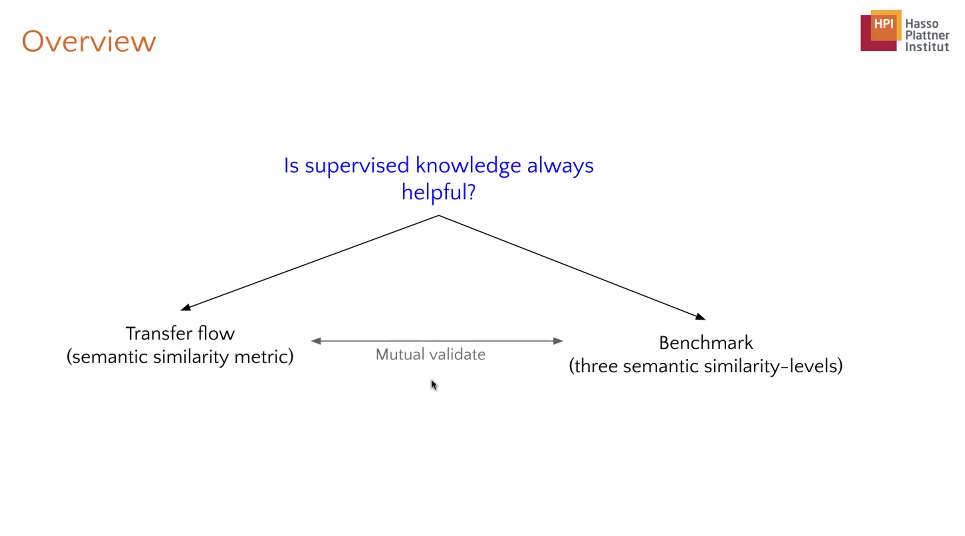 Overview
HPI
Hasso
Plattner
Institut
Is supervised knowledge always
helpful?
Transfer flow
(semantic similarity metric)
Mutual validate
Benchmark
(three semantic similarity-levels)